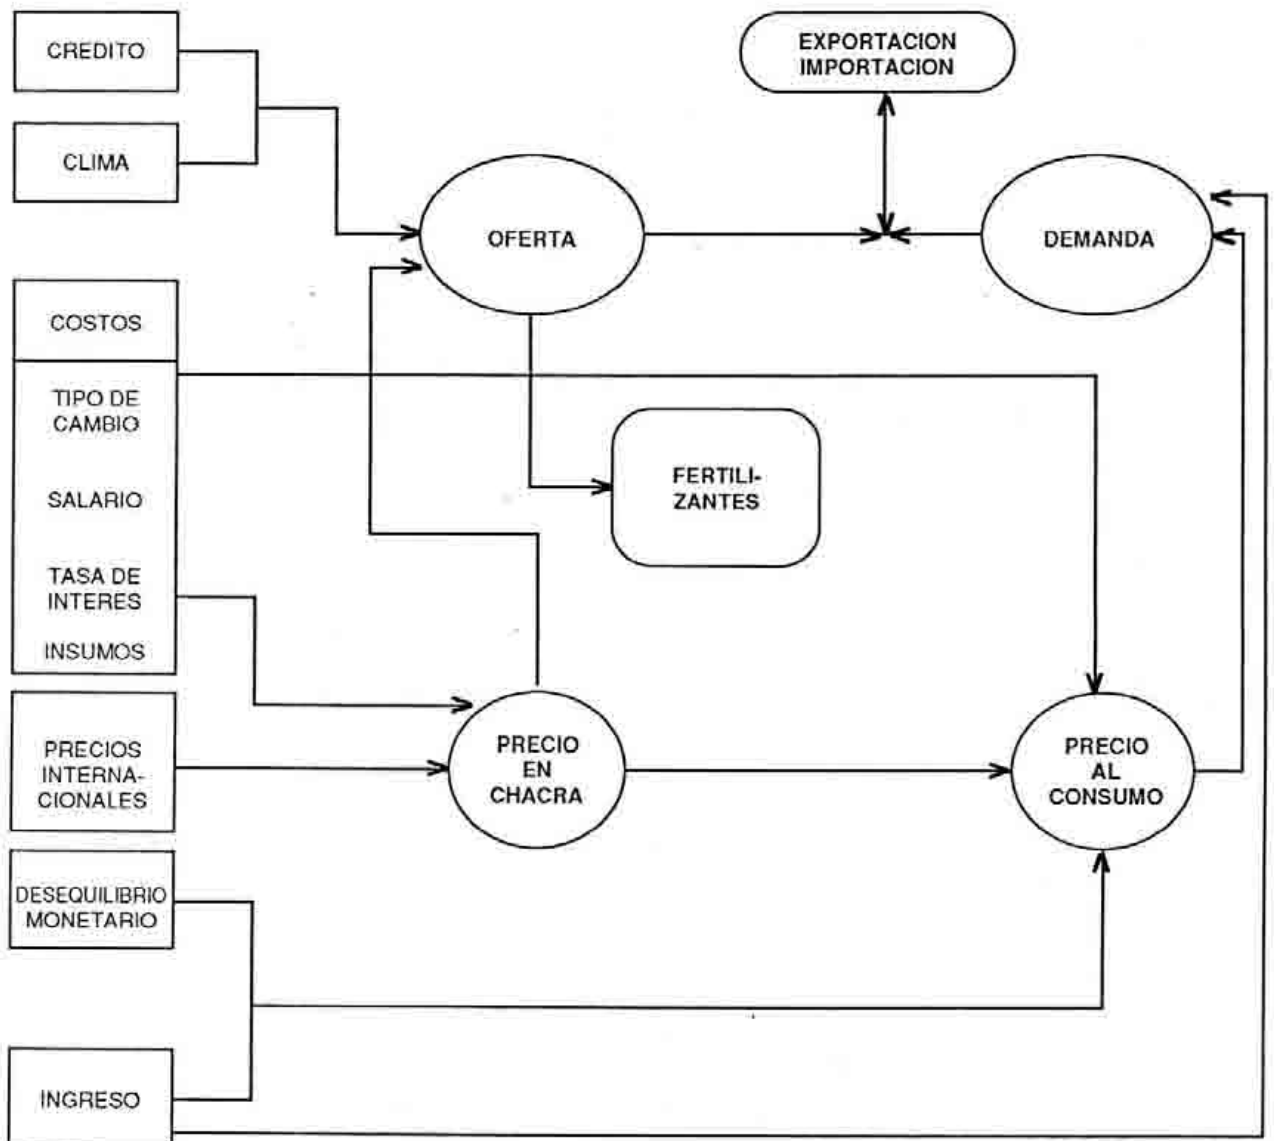 CREDITO
EXPORTACION
IMPORTACION
CLIMA
OFERTA
DEMANDA
COSTOS
TIPO DE
CAMBIO
SALARIO
TASA DE
INTERES
INSUMOS
FERTILI-
ZANTES
PRECIOS
INTERNA-
CIONALES
PRECIO
EN
CHACRA
PRECIO
AL
CONSUMO
DESEQUILIBRIO
MONETARIO
INGRESO